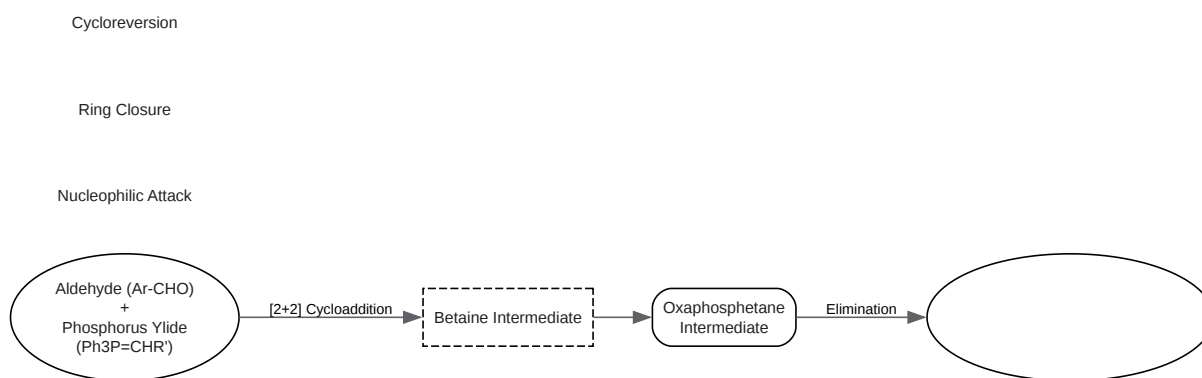 Cycloreversion
Ring Closure
Nucleophilic Attack
Aldehyde (Ar-CHO)
+
Phosphorus Ylide
(Ph3P=CHR')
[2+2] Cycloaddition
Betaine Intermediate
Oxaphosphetane
Intermediate
Elimination